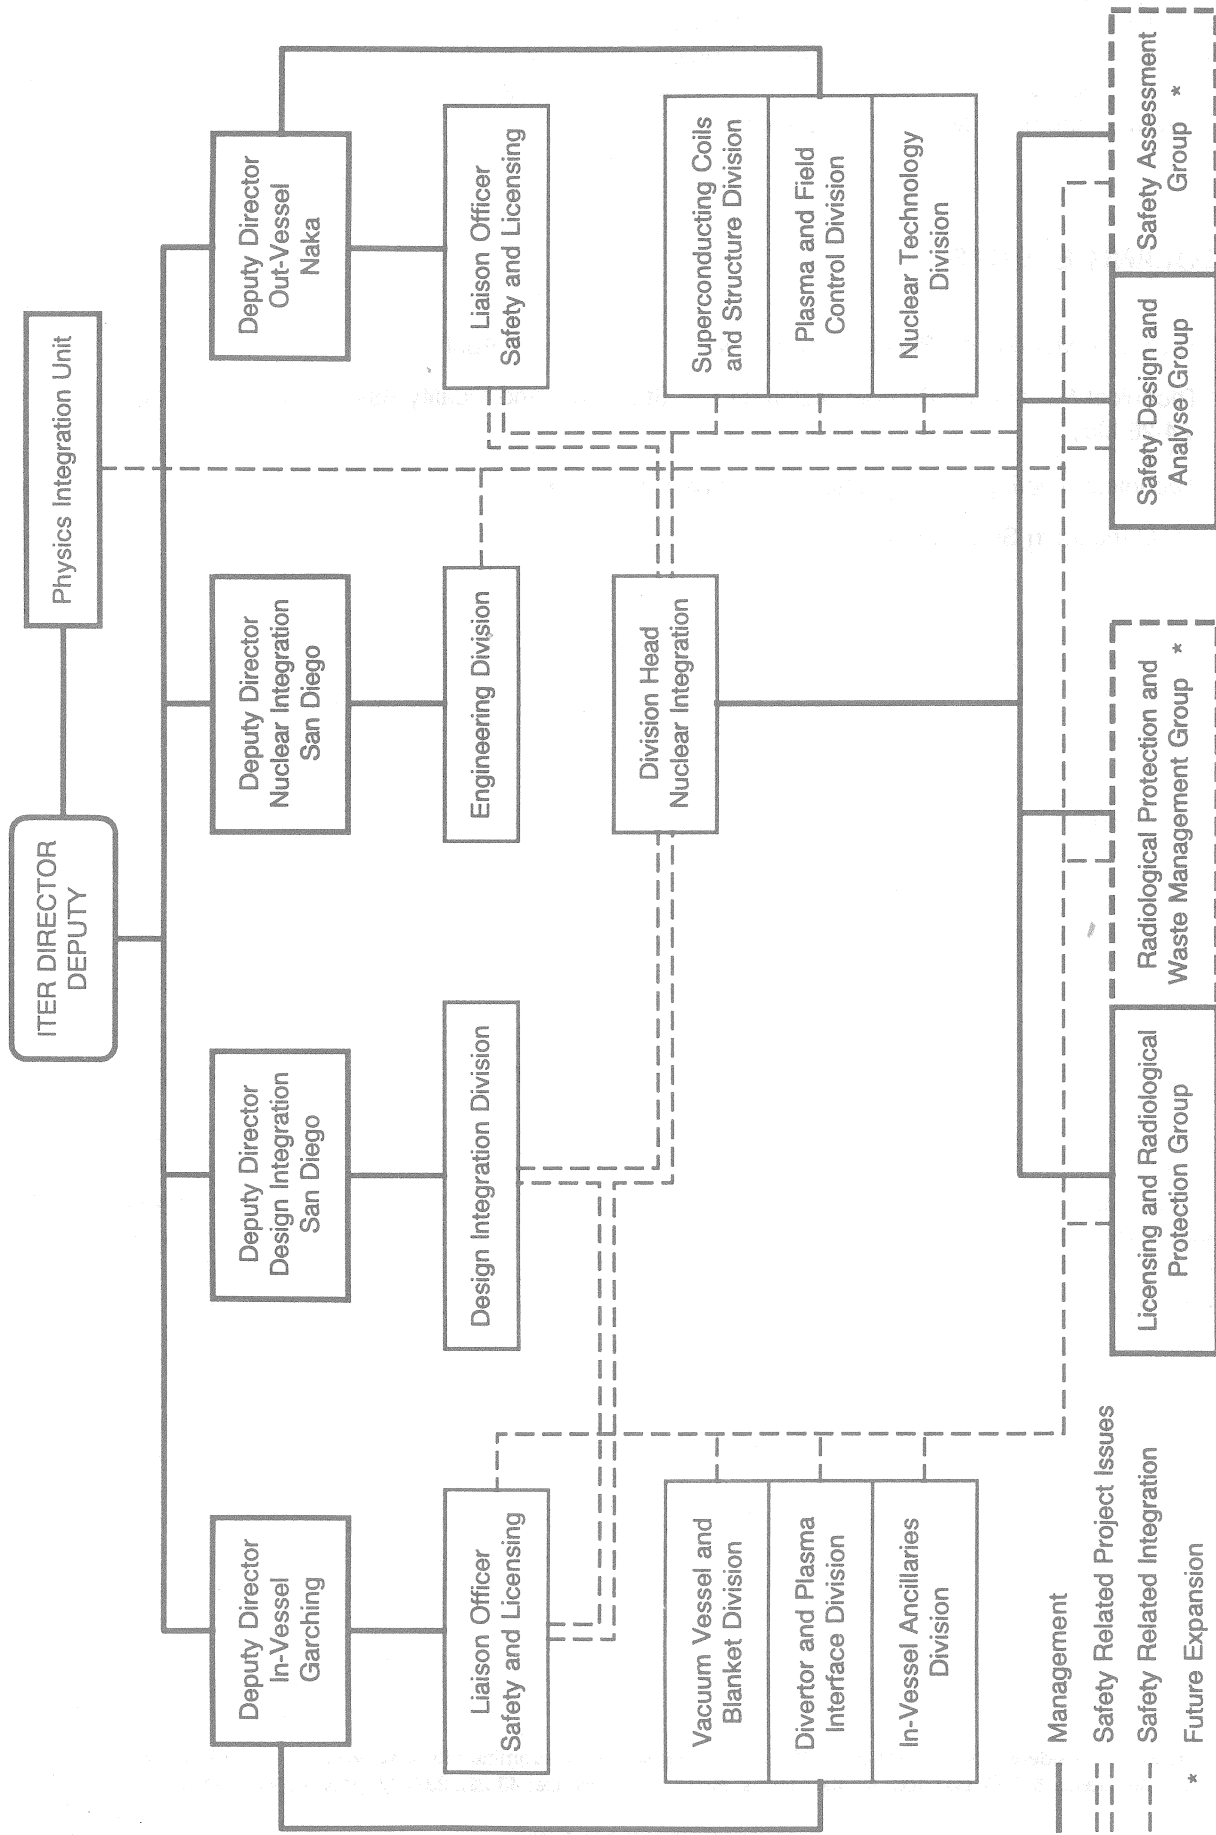 ITER DIRECTOR
DEPUTY
Physics Integration Unit
Deputy Director
In-Vessel
Garching
Deputy Director
Design Integration
San Diego
Deputy Director
Nuclear Integration
San Diego
Deputy Director
Out-Vessel
Naka
Liaison Officer
Safety and Licensing
Design Integration Division
Engineering Division
Liaison Officer
Safety and Licensing
Division Head
Nuclear Integration
Vacuum Vessel and
Blanket Division
Divertor and Plasma
Interface Division
In-Vessel Ancillaries
Division
Superconducting Coils
and Structure Division
Plasma and Field
Control Division
Nuclear Technology
Division
Licensing and Radiological
Protection Group
Radiological Protection and
Waste Management Group *
Safety Design and
Analyse Group
Safety Assessment
Group *
Management
Safety Related Project Issues
Safety Related Integration
* Future Expansion